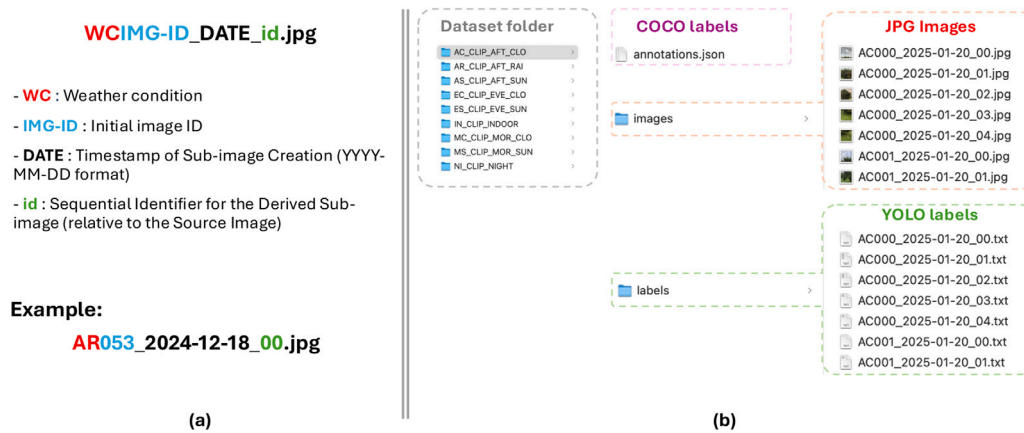 WCIMG-ID_DATE_id.jpg
- WC : Weather condition
- IMG-ID : Initial image ID
- DATE : Timestamp of Sub-image Creation (YYYY-
MM-DD format)
- id : Sequential Identifier for the Derived Sub-
image (relative to the Source Image)
Example:
AR053_2024-12-18_00.jpg
(a)
Dataset folder
AC_CLIP_AFT_CLO
AR_CLIP_AFT_RAI
AS_CLIP_AFT_SUN
EC_CLIP_EVE_CLO
ES_CLIP_EVE_SUN
IN_CLIP_INDOOR
MC_CLIP_MOR_CLO
MS_CLIP_MOR_SUN
NI_CLIP_NIGHT
COCO labels
annotations.json
images
labels
JPG Images
AC000_2025-01-20_00.jpg
AC000_2025-01-20_01.jpg
AC000_2025-01-20_02.jpg
AC000_2025-01-20_03.jpg
AC000_2025-01-20_04.jpg
AC001_2025-01-20_00.jpg
AC001_2025-01-20_01.jpg
YOLO labels
AC000_2025-01-20_00.txt
AC000_2025-01-20_01.txt
AC000_2025-01-20_02.txt
AC000_2025-01-20_03.txt
AC000_2025-01-20_04.txt
AC001_2025-01-20_00.txt
AC001_2025-01-20_01.txt
(b)